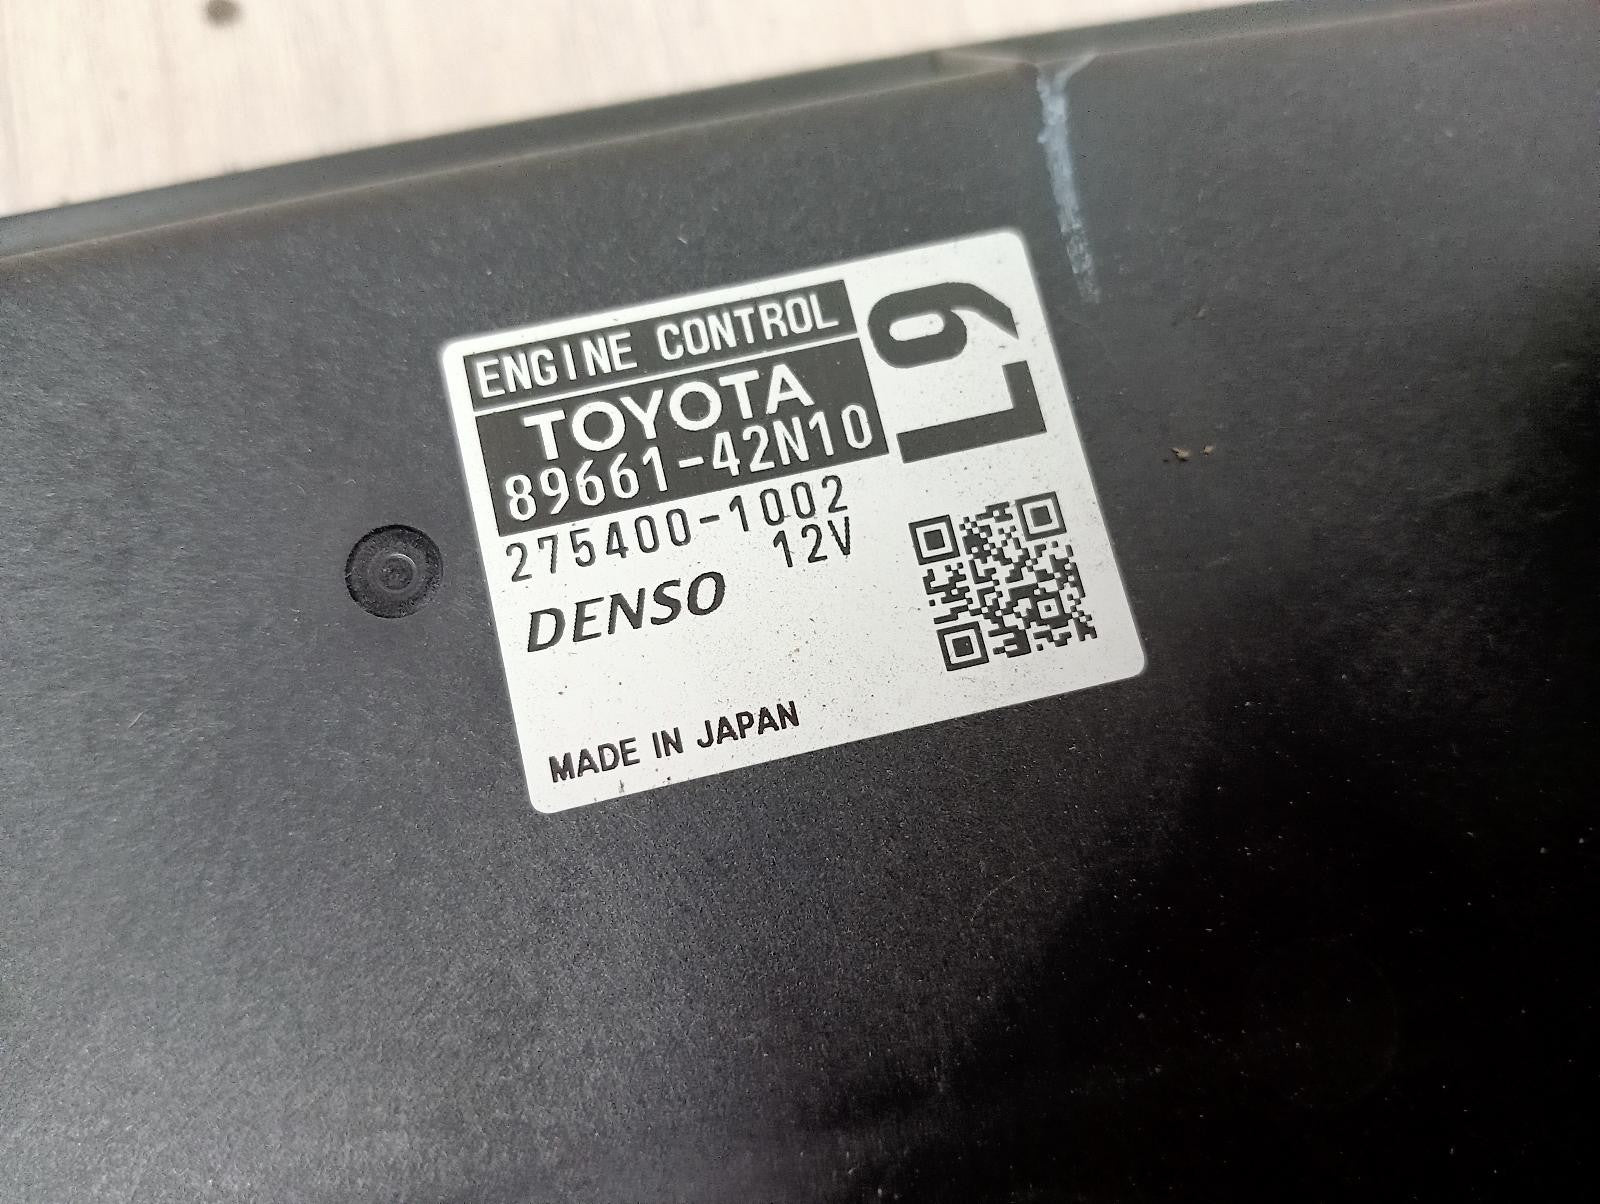 ENGINE CONTROL
TOYOTA
89661-42N10
275400-1002
12V
DENSO
MADE IN JAPAN
L9